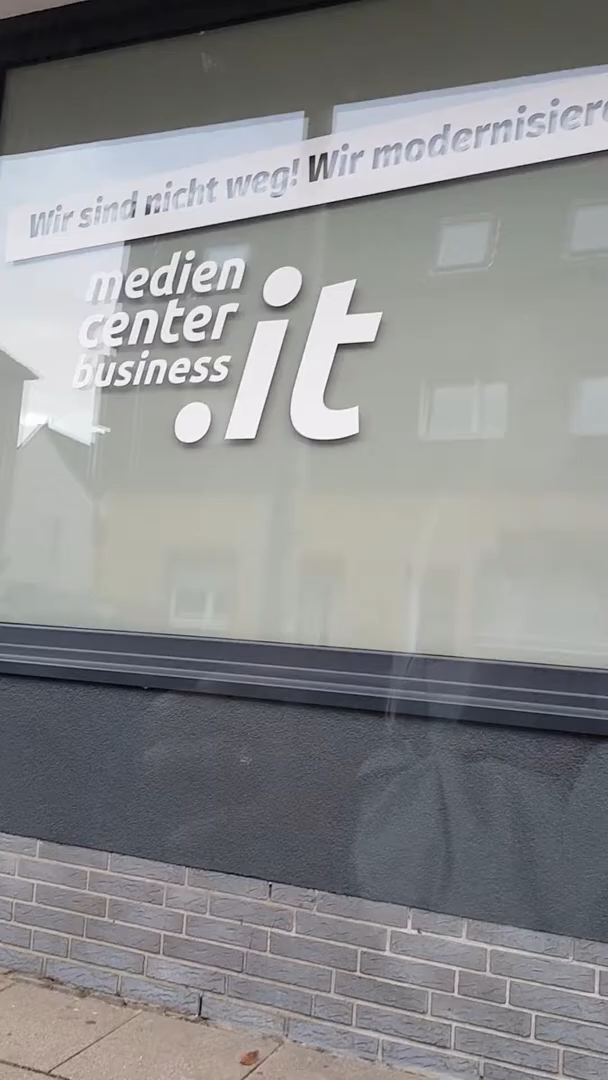 Wir sind nicht weg! Wir modernisier
medien
center
business
.it